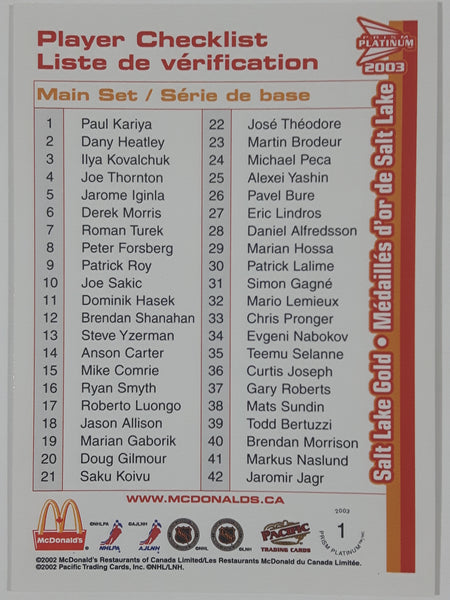 Player Checklist
Liste de vérification
PRISM
PLATINUM
2003
Main Set / Série de base
1 Paul Kariya
2 Dany Heatley
3 Ilya Kovalchuk
4 Joe Thornton
5 Jarome Iginla
6 Derek Morris
7 Roman Turek
8 Peter Forsberg
9 Patrick Roy
10 Joe Sakic
11 Dominik Hasek
12 Brendan Shanahan
13 Steve Yzerman
14 Anson Carter
15 Mike Comrie
16 Ryan Smyth
17 Roberto Luongo
18 Jason Allison
19 Marian Gaborik
20 Doug Gilmour
21 Saku Koivu
22 José Théodore
23 Martin Brodeur
24 Michael Peca
25 Alexei Yashin
26 Pavel Bure
27 Eric Lindros
28 Daniel Alfredsson
29 Marian Hossa
30 Patrick Lalime
31 Simon Gagné
32 Mario Lemieux
33 Chris Pronger
34 Evgeni Nabokov
35 Teemu Selanne
36 Curtis Joseph
37 Gary Roberts
38 Mats Sundin
39 Todd Bertuzzi
40 Brendan Morrison
41 Markus Naslund
42 Jaromir Jagr
Salt Lake Gold • Médaillés d'or de Salt Lake
WWW.MCDONALDS.CA
McDonald's
©NHLPA
NHLPA
©AJLNH
AJLNH
©NHL
©LNH
PACIFIC
TRADING CARDS
2003
1
PRISM PLATINUM
©2002 McDonald's Restaurants of Canada Limited/Les Restaurants McDonald du Canada Limitée.
©2002 Pacific Trading Cards, Inc. ©NHL/LNH.